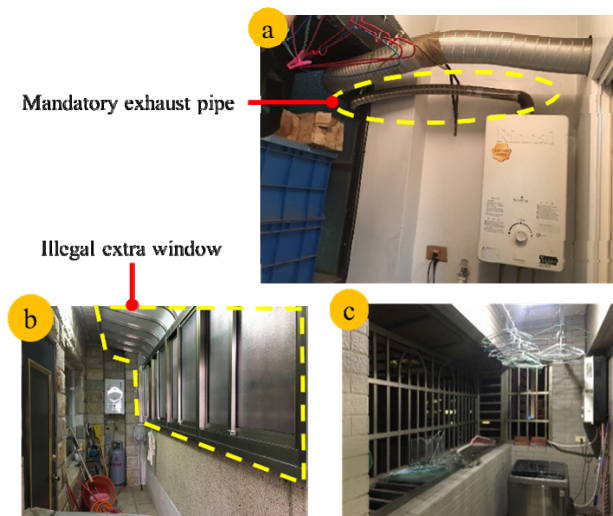 a
Mandatory exhaust pipe
Rinnai
Illegal extra window
b
c